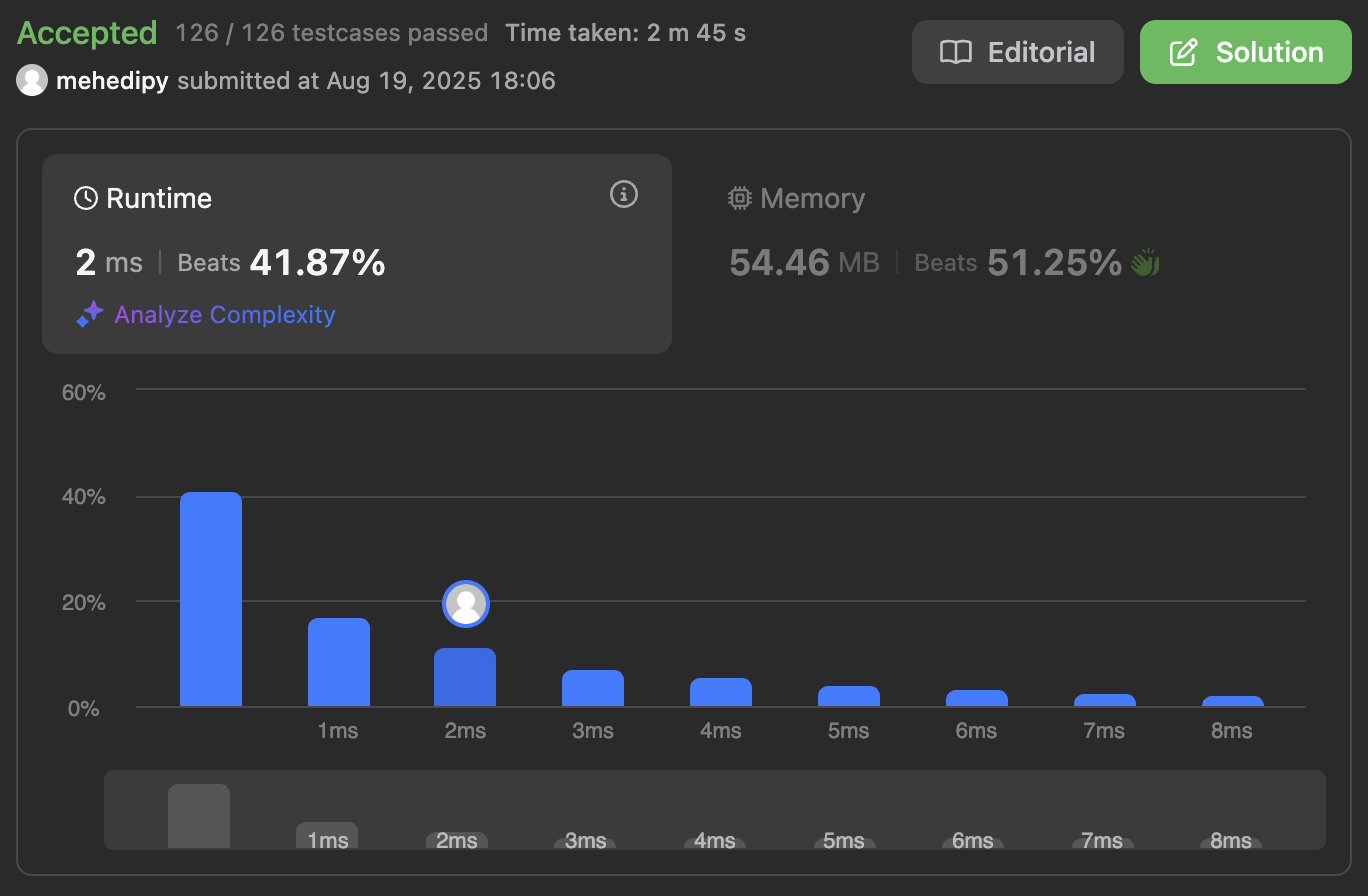 Accepted 126 / 126 testcases passed Time taken: 2 m 45 s
mehedipy submitted at Aug 19, 2025 18:06
Editorial
Solution
Runtime
2 ms Beats 41.87%
Analyze Complexity
Memory
54.46 MB Beats 51.25%
60%
40%
20%
0%
1ms 2ms 3ms 4ms 5ms 6ms 7ms 8ms
1ms 2ms 3ms 4ms 5ms 6ms 7ms 8ms